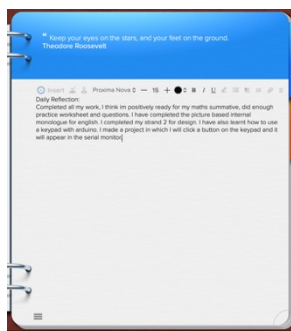 “ Keep your eyes on the stars, and your feet on the ground.
Theodore Roosevelt
Insert Proxima Nova — 15 + B I U
Daily Reflection:
Completed all my work, I think im positively ready for my maths summative, did enough
practice worksheet and questions. I have completed the picture based internal
monologue for english. I completed my strand 2 for design. I have also learnt how to use
a keypad with arduino. I made a project in which I will click a button on the keypad and it
will appear in the serial monitor.